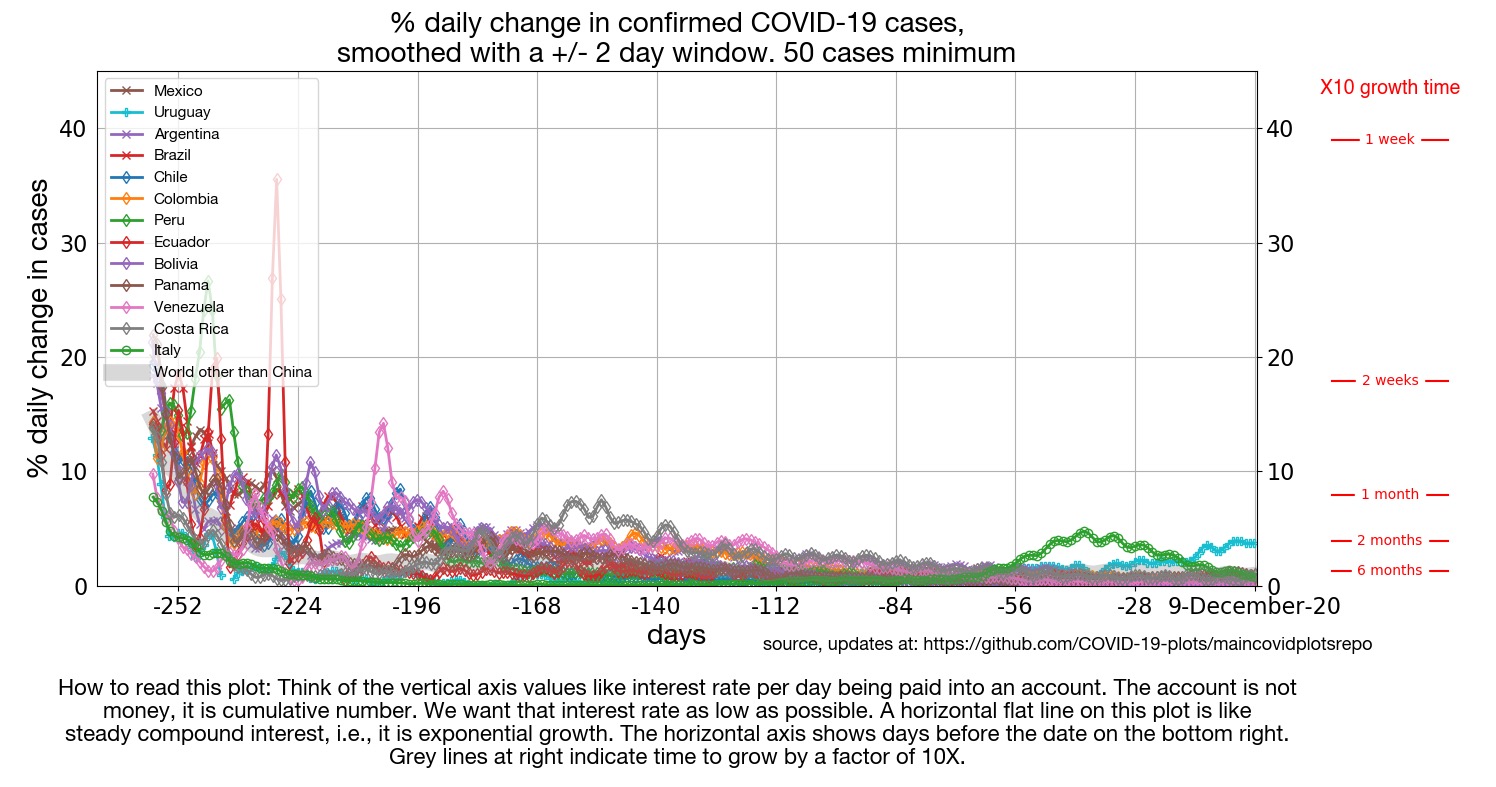 % daily change in confirmed COVID-19 cases,
smoothed with a +/- 2 day window. 50 cases minimum
% daily change in cases
40
30
20
10
0
Mexico
Uruguay
Argentina
Brazil
Chile
Colombia
Peru
Ecuador
Bolivia
Panama
Venezuela
Costa Rica
Italy
World other than China
40
30
20
10
0
X10 growth time
1 week
2 weeks
1 month
2 months
6 months
-252 -224 -196 -168 -140 -112 -84 -56 -28 9-December-20
days
source, updates at: https://github.com/COVID-19-plots/maincovidplotsrepo
How to read this plot: Think of the vertical axis values like interest rate per day being paid into an account. The account is not
money, it is cumulative number. We want that interest rate as low as possible. A horizontal flat line on this plot is like
steady compound interest, i.e., it is exponential growth. The horizontal axis shows days before the date on the bottom right.
Grey lines at right indicate time to grow by a factor of 10X.